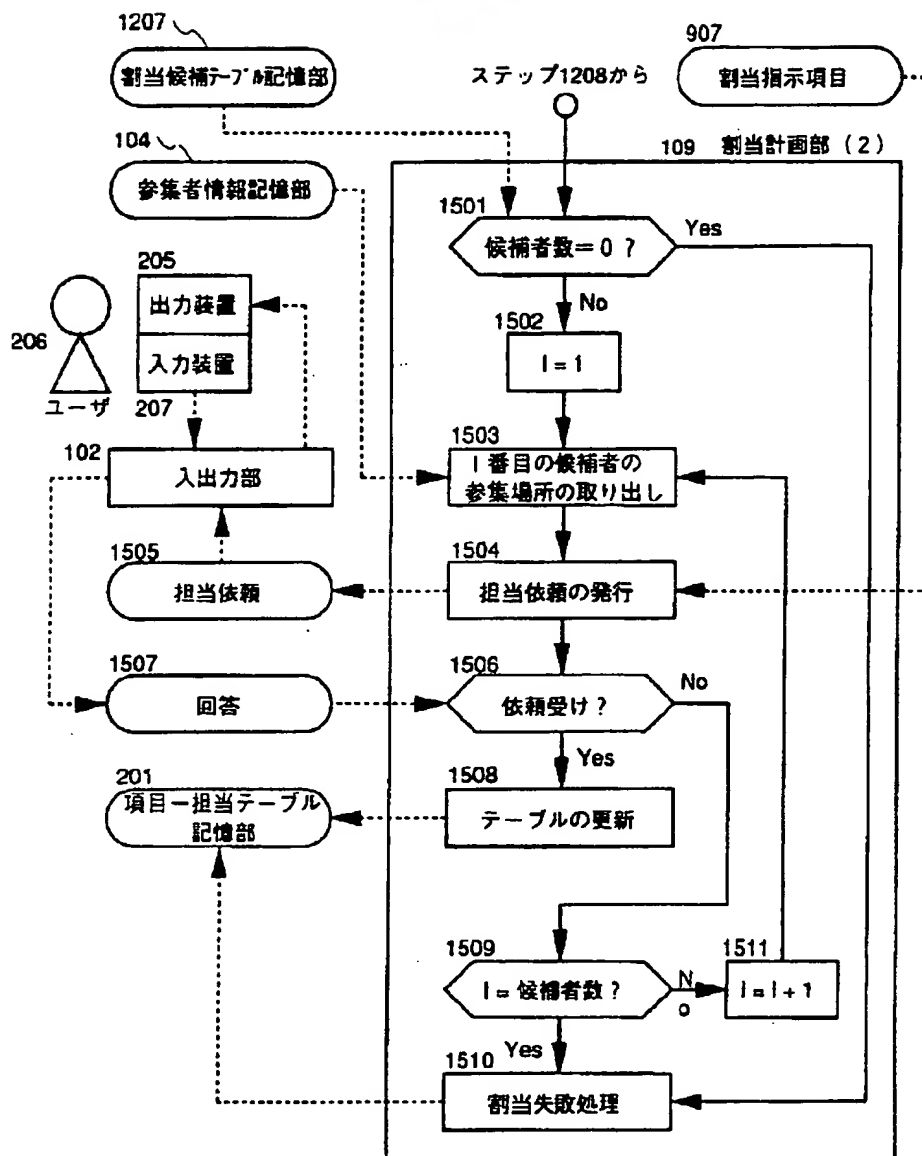 1207
割当候補テーブル記憶部
ステップ1208から
907
割当指示項目
104
参集者情報記憶部
109 割当計画部（2）
1501
候補者数＝0？
Yes
No
205
出力装置
入力装置
206
ユーザ
207
1502
I＝1
102
入出力部
1503
I番目の候補者の
参集場所の取り出し
1505
担当依頼
1504
担当依頼の発行
1507
回答
1506
依頼受け？
No
Yes
201
項目ー担当テーブル
記憶部
1508
テーブルの更新
1509
I＝候補者数？
No
1511
I＝I＋1
Yes
1510
割当失敗処理